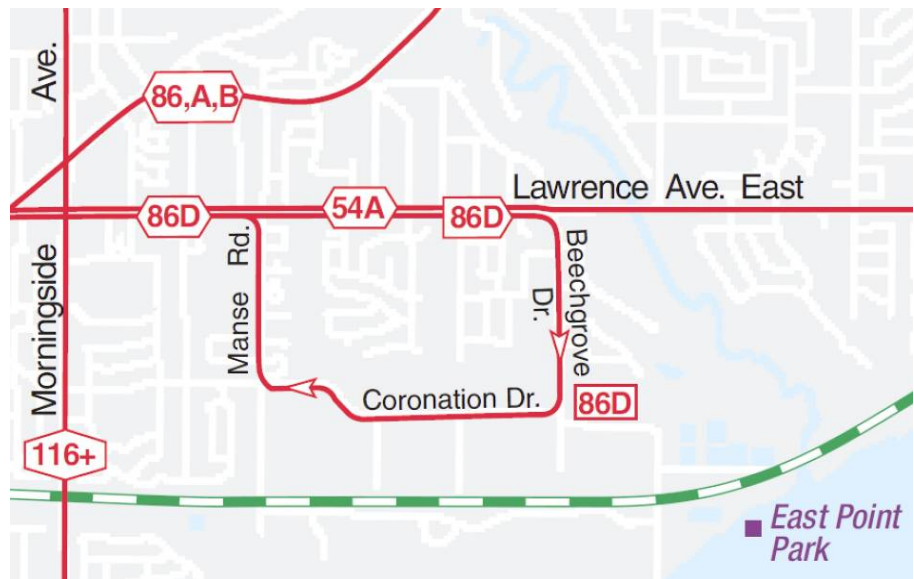 Ave.
86,A,B
Lawrence Ave. East
86D
54A
86D
Manse Rd.
Beechgrove Dr.
Morningside
Coronation Dr.
86D
116+
East Point
Park